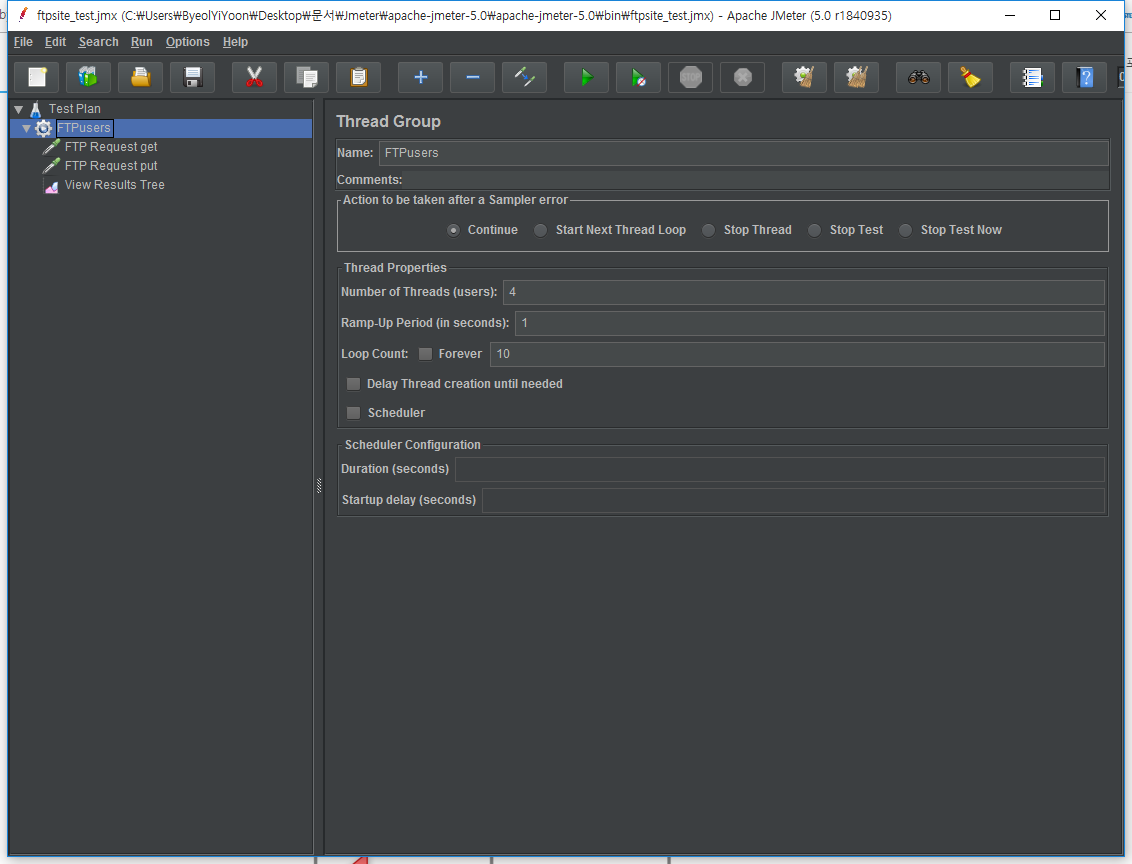 ftpsite_test.jmx (C:₩Users₩ByeolYiYoon₩Desktop₩문서₩Jmeter₩apache-jmeter-5.0₩apache-jmeter-5.0₩bin₩ftpsite_test.jmx) - Apache JMeter (5.0 r1840935)
File Edit Search Run Options Help
STOP
Test Plan
FTPusers
FTP Request get
FTP Request put
View Results Tree
Thread Group
Name: FTPusers
Comments:
Action to be taken after a Sampler error
Continue Start Next Thread Loop Stop Thread Stop Test Stop Test Now
Thread Properties
Number of Threads (users): 4
Ramp-Up Period (in seconds): 1
Loop Count: Forever 10
Delay Thread creation until needed
Scheduler
Scheduler Configuration
Duration (seconds)
Startup delay (seconds)